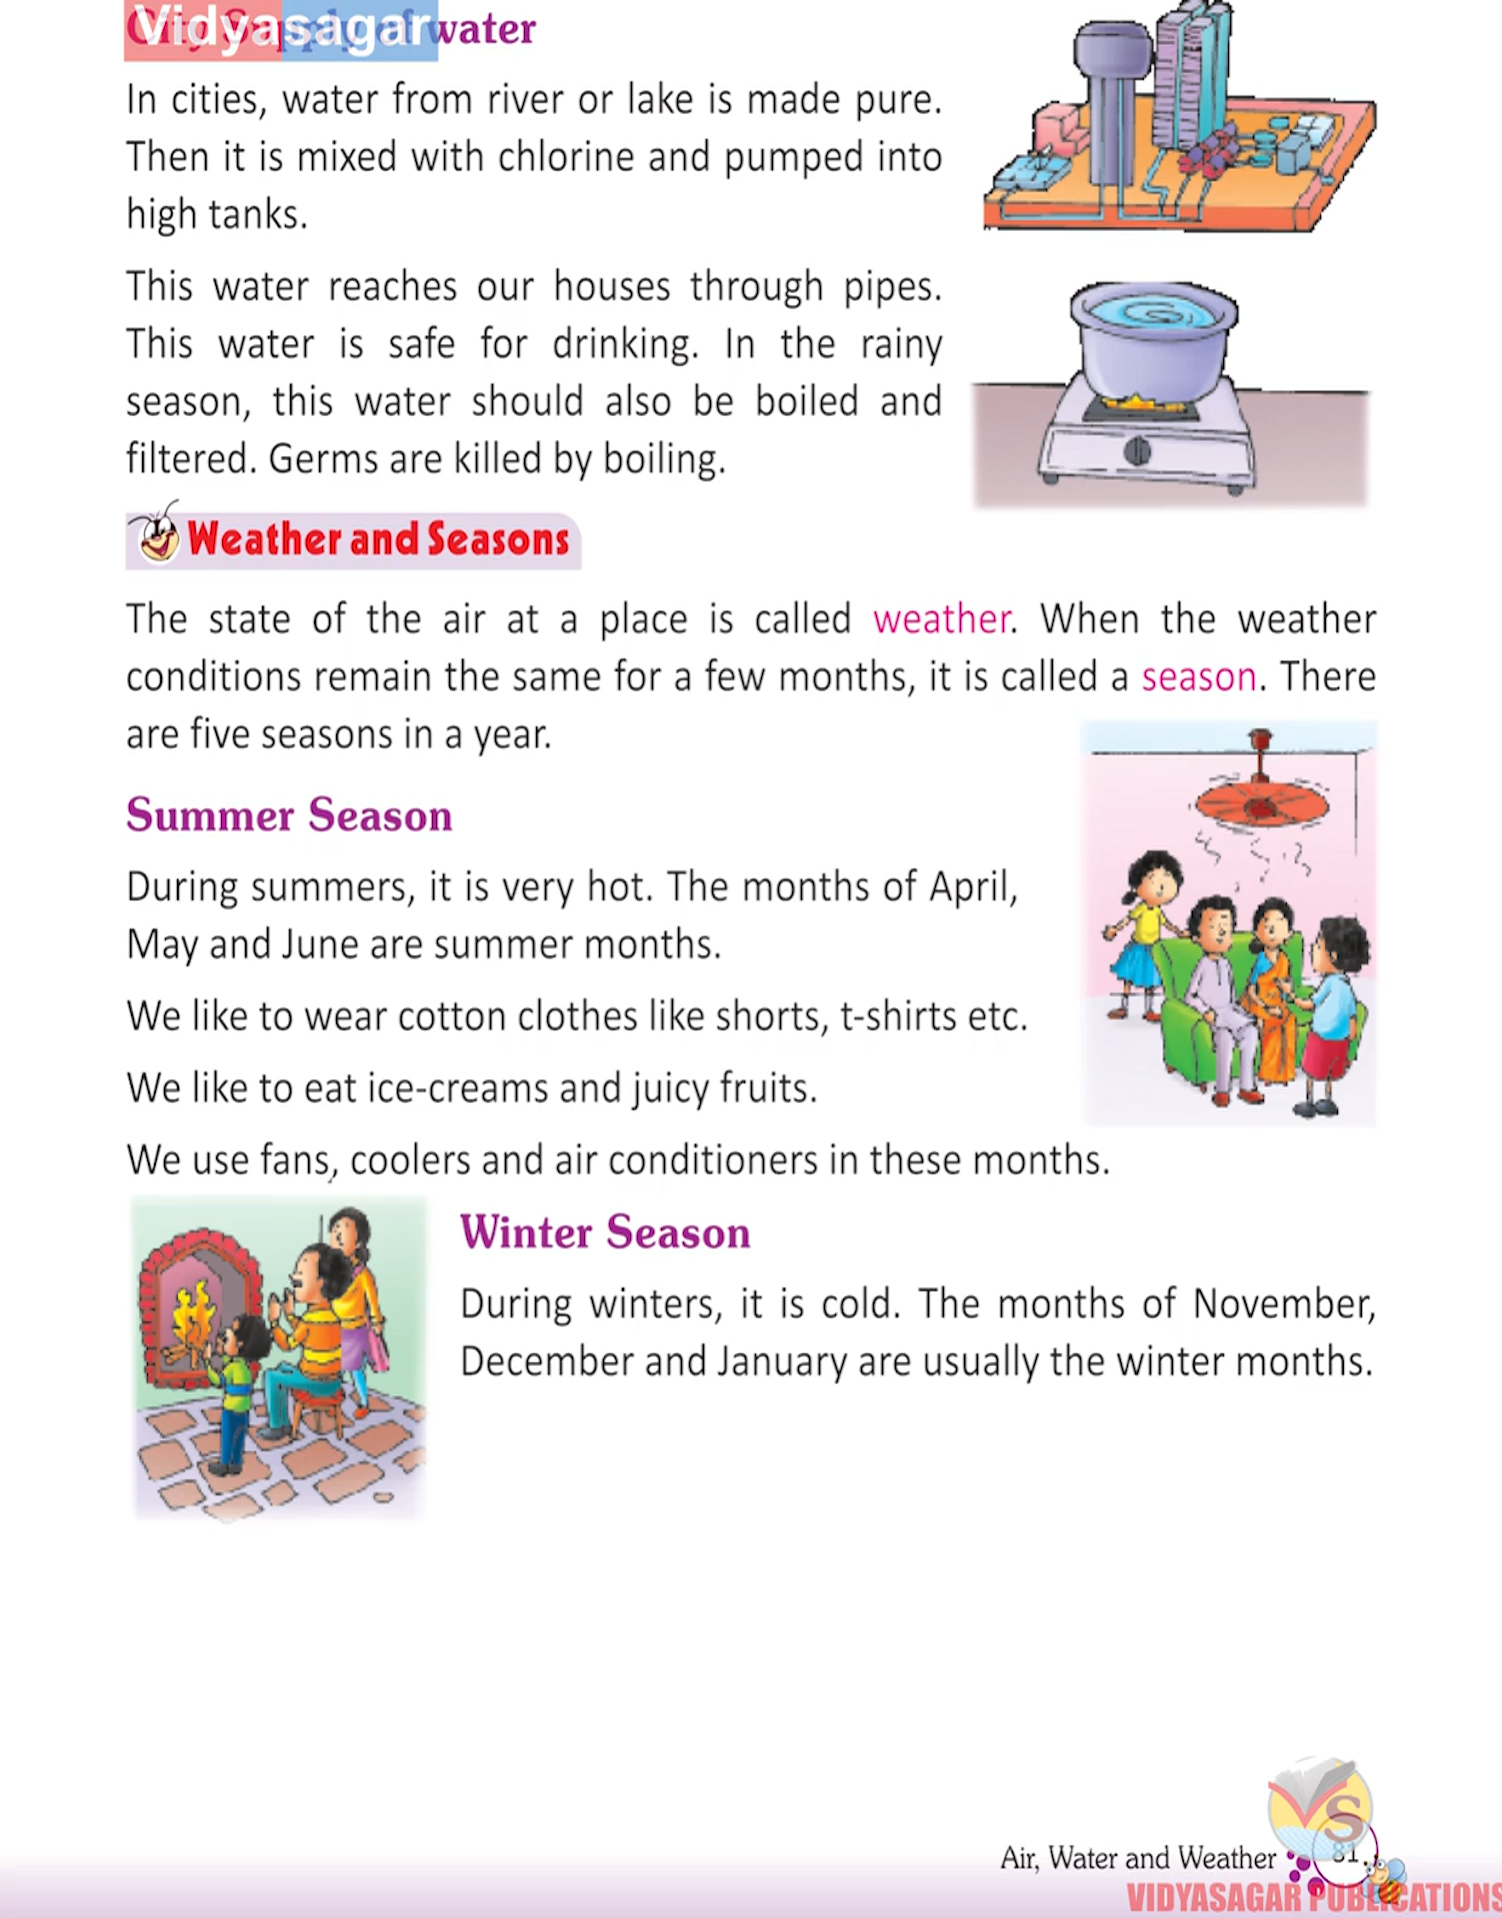 Vidyasagar
City Supply of water
In cities, water from river or lake is made pure.
Then it is mixed with chlorine and pumped into
high tanks.
This water reaches our houses through pipes.
This water is safe for drinking. In the rainy
season, this water should also be boiled and
filtered. Germs are killed by boiling.
Weather and Seasons
The state of the air at a place is called weather. When the weather
conditions remain the same for a few months, it is called a season. There
are five seasons in a year.
Summer Season
During summers, it is very hot. The months of April,
May and June are summer months.
We like to wear cotton clothes like shorts, t-shirts etc.
We like to eat ice-creams and juicy fruits.
We use fans, coolers and air conditioners in these months.
Winter Season
During winters, it is cold. The months of November,
December and January are usually the winter months.
VS
Air, Water and Weather 81
VIDYASAGAR PUBLICATIONS